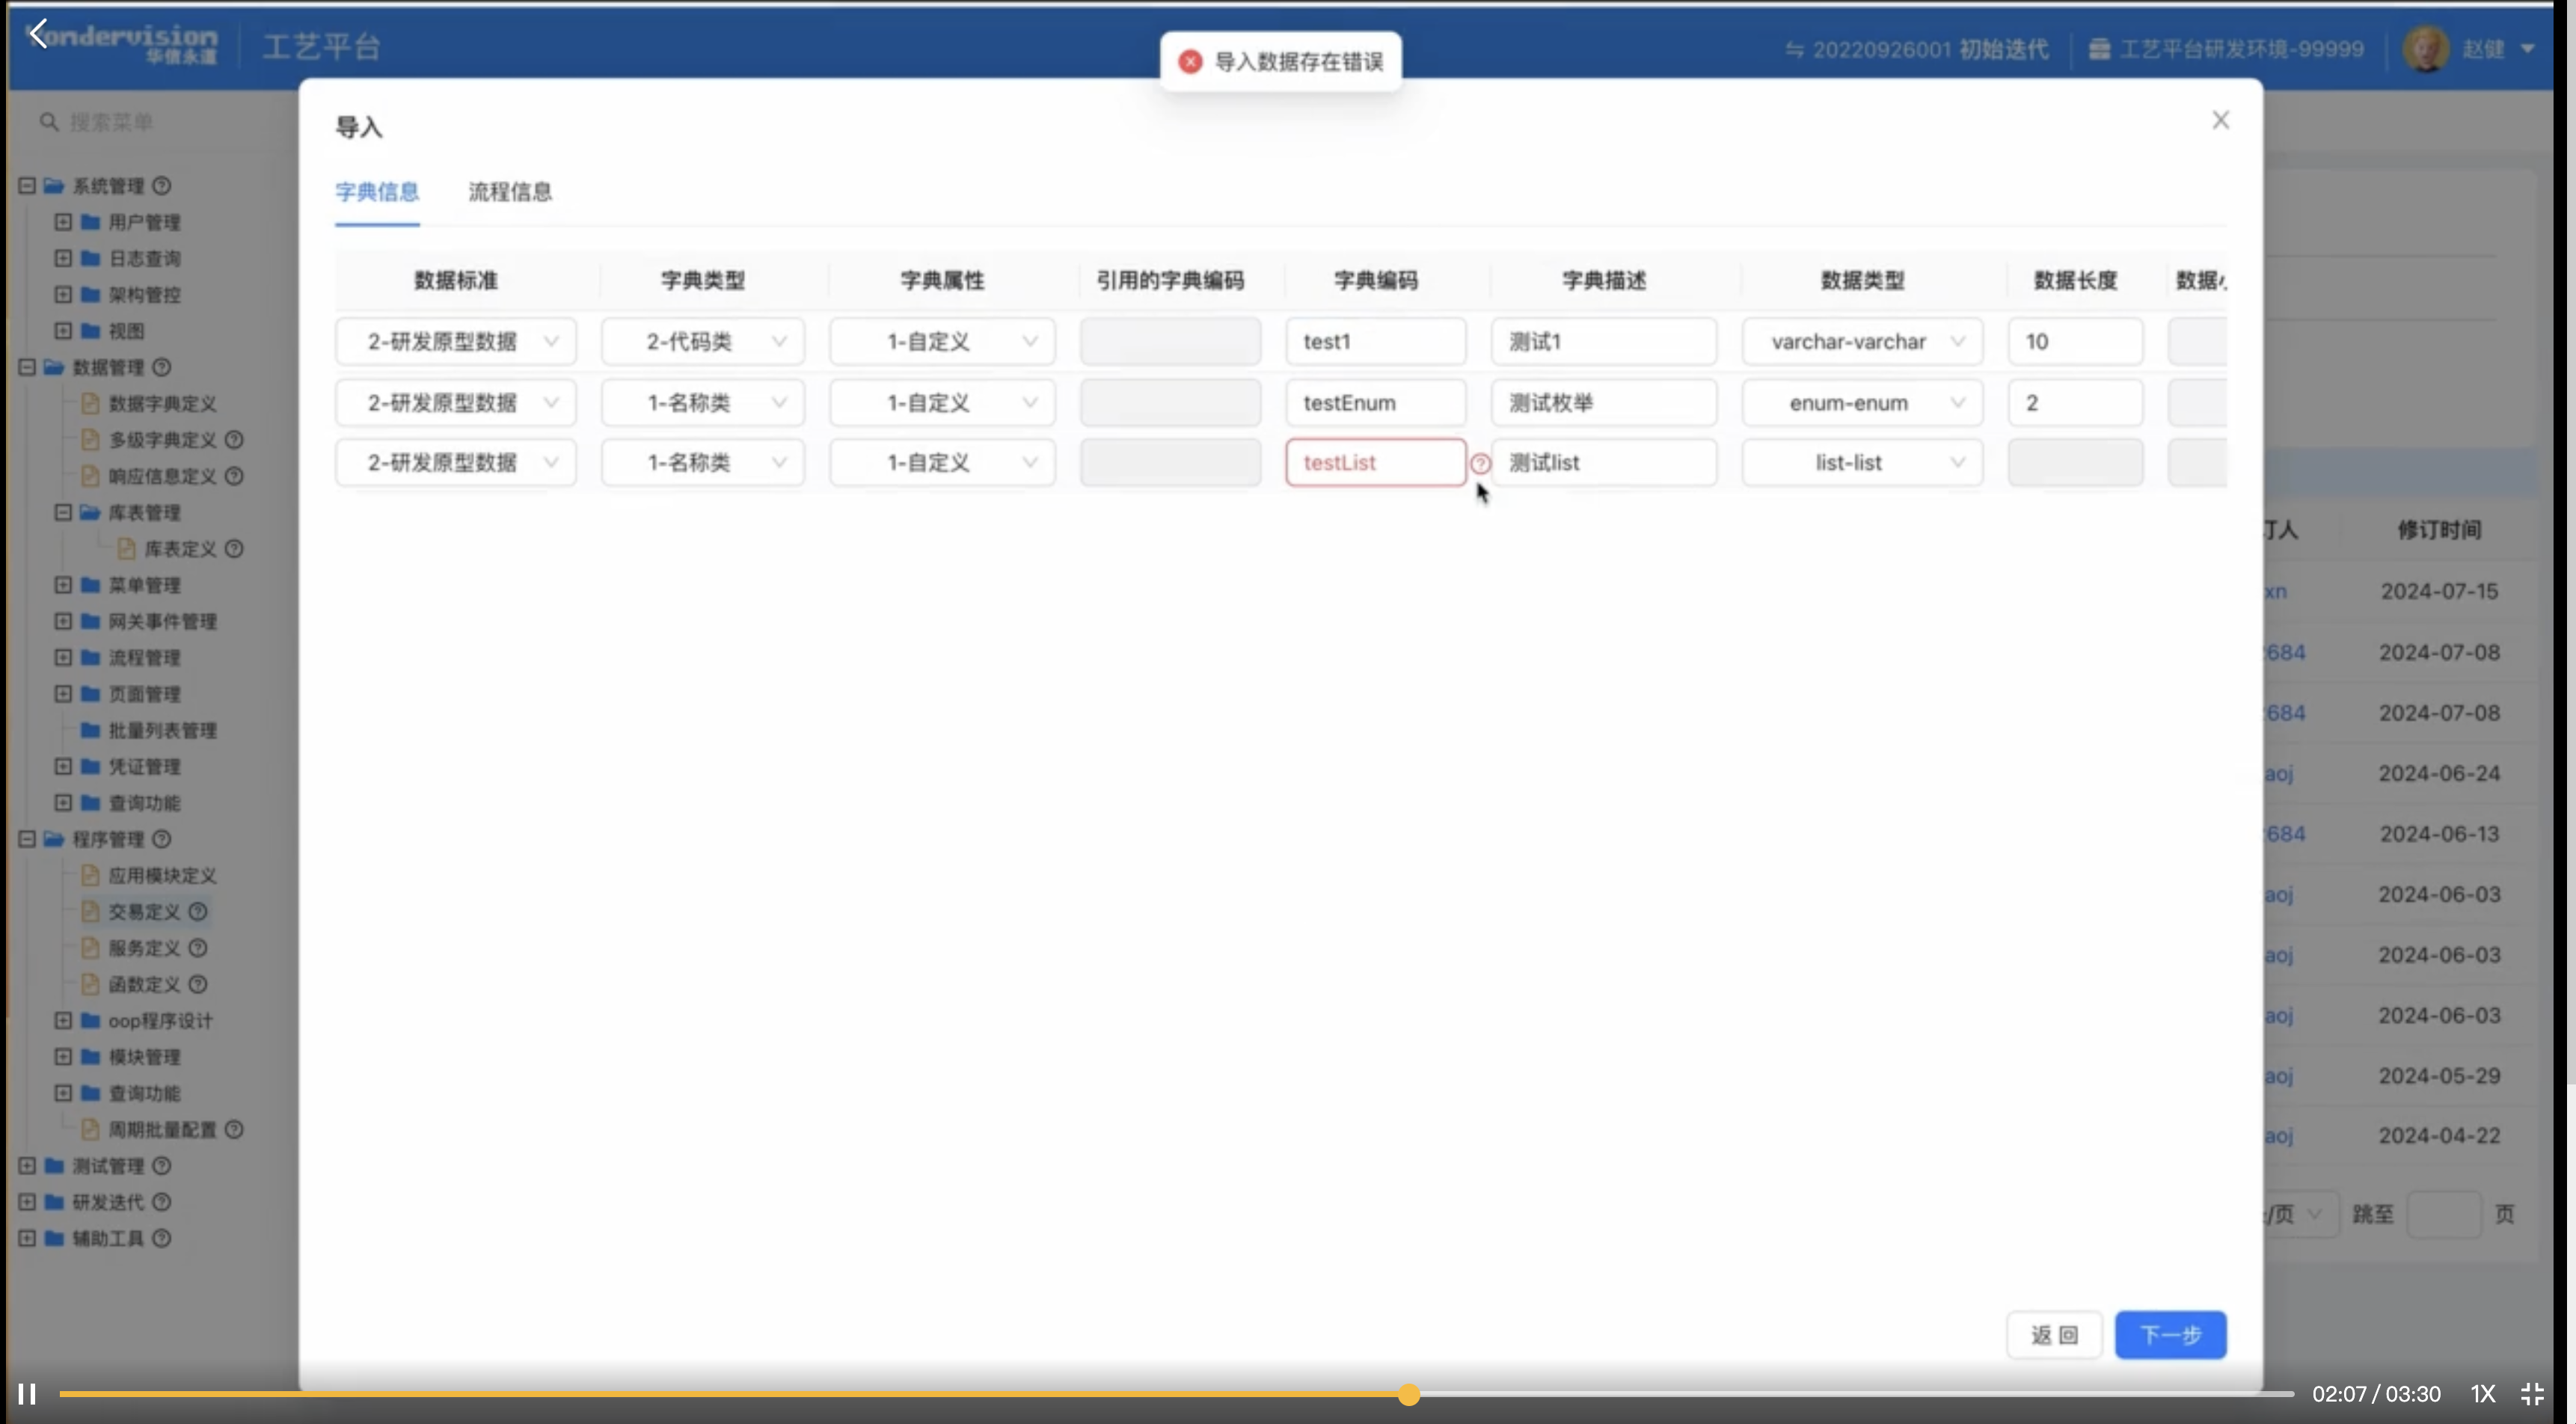 Yondervision
华信永道
工艺平台
导入数据存在错误
20220926001 初始迭代
工艺平台研发环境-99999
赵健
搜索菜单
系统管理
用户管理
日志查询
架构管控
视图
数据管理
数据字典定义
多级字典定义
响应信息定义
库表管理
库表定义
菜单管理
网关事件管理
流程管理
页面管理
批量列表管理
凭证管理
查询功能
程序管理
应用模块定义
交易定义
服务定义
函数定义
oop程序设计
模块管理
查询功能
周期批量配置
测试管理
研发迭代
辅助工具
导入
字典信息 流程信息
数据标准 字典类型 字典属性 引用的字典编码 字典编码 字典描述 数据类型 数据长度 数据
2-研发原型数据 2-代码类 1-自定义 test1 测试1 varchar-varchar 10
2-研发原型数据 1-名称类 1-自定义 testEnum 测试枚举 enum-enum 2
2-研发原型数据 1-名称类 1-自定义 testList 测试list list-list
返 回 下一步
订人 修订时间
xn 2024-07-15
684 2024-07-08
684 2024-07-08
aoj 2024-06-24
684 2024-06-13
aoj 2024-06-03
aoj 2024-06-03
aoj 2024-06-03
aoj 2024-05-29
aoj 2024-04-22
/页 跳至 页
02:07 / 03:30 1X